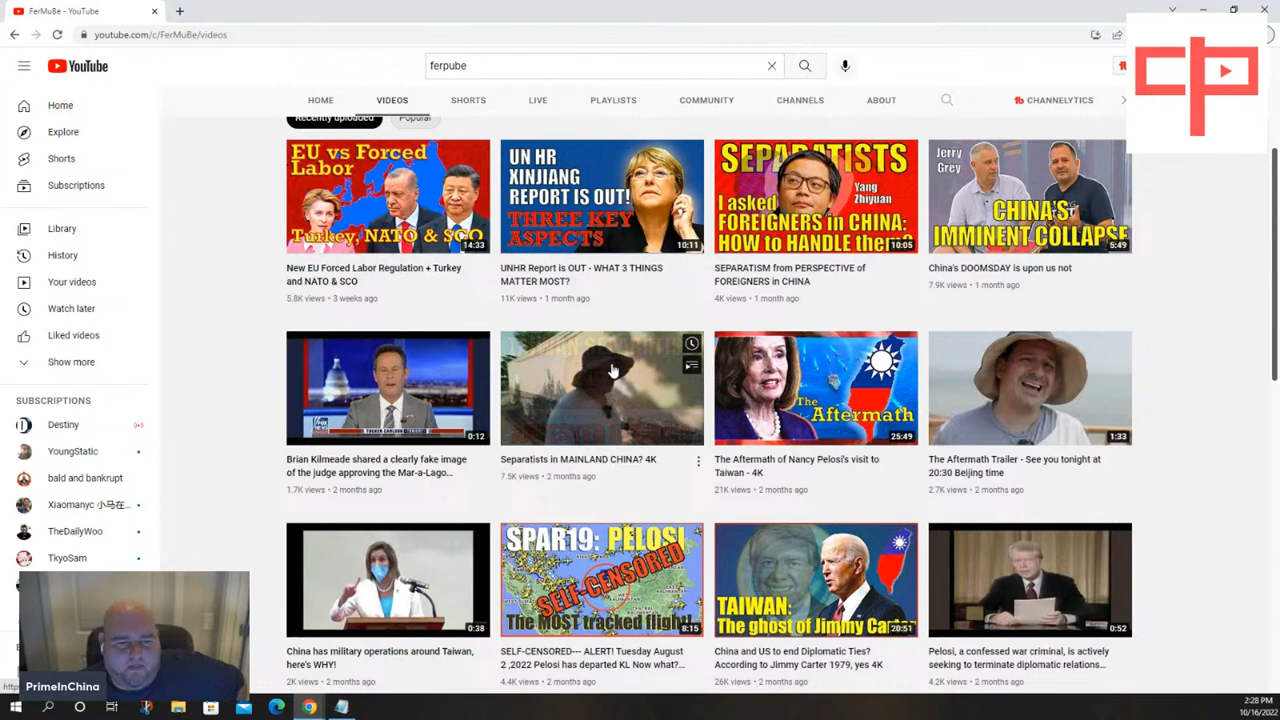 FerMuBe - YouTube
youtube.com/c/FerMuBe/videos
YouTube
ferpube
HOME VIDEOS SHORTS LIVE PLAYLISTS COMMUNITY CHANNELS ABOUT CHANNELYTICS
Recently uploaded Popular
Home
Explore
Shorts
Subscriptions
Library
History
Your videos
Watch later
Liked videos
Show more
SUBSCRIPTIONS
Destiny
YoungStatic
bald and bankrupt
Xiaomanyc 小马在...
TheDailyWoo
TkyoSam
EU vs Forced
Labor
Turkey, NATO & SCO
14:33
New EU Forced Labor Regulation + Turkey
and NATO & SCO
5.8K views • 3 weeks ago
UN HR
XINJIANG
REPORT IS OUT!
THREE KEY
ASPECTS
10:11
UNHR Report is OUT - WHAT 3 THINGS
MATTER MOST?
11K views • 1 month ago
SEPARATISTS
Yang
Zhiyuan
I asked
FOREIGNERS in CHINA:
HOW to HANDLE them?
10:05
SEPARATISM from PERSPECTIVE of
FOREIGNERS in CHINA
4K views • 1 month ago
Jerry
Grey
CHINA'S
IMMINENT COLLAPSE
5:49
China's DOOMSDAY is upon us not
7.9K views • 1 month ago
TUCKER CARLSON
FOX
NEWS
0:12
Brian Kilmeade shared a clearly fake image
of the judge approving the Mar-a-Lago...
1.7K views • 2 months ago
Separatists in MAINLAND CHINA? 4K
7.5K views • 2 months ago
The
Aftermath
25:49
The Aftermath of Nancy Pelosi's visit to
Taiwan - 4K
21K views • 2 months ago
1:33
The Aftermath Trailer - See you tonight at
20:30 Beijing time
2.7K views • 2 months ago
0:38
China has military operations around Taiwan,
here's WHY!
2K views • 2 months ago
SPAR19: PELOSI
SELF-CENSORED
The MOST tracked flight!
8:15
SELF-CENSORED--- ALERT! Tuesday August
2 ,2022 Pelosi has departed KL Now what?...
4.4K views • 2 months ago
TAIWAN:
The ghost of Jimmy Carter
20:51
China and US to end Diplomatic Ties?
According to Jimmy Carter 1979, yes 4K
26K views • 2 months ago
0:52
Pelosi, a confessed war criminal, is actively
seeking to terminate diplomatic relations...
4.2K views • 2 months ago
PrimeInChina
2:28 PM
10/16/2022